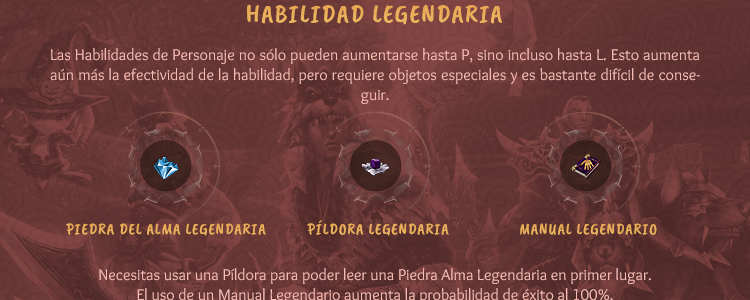 HABILIDAD LEGENDARIA
Las Habilidades de Personaje no sólo pueden aumentarse hasta P, sino incluso hasta L. Esto aumenta
aún más la efectividad de la habilidad, pero requiere objetos especiales y es bastante difícil de conse-
guir.
PIEDRA DEL ALMA LEGENDARIA PÍLDORA LEGENDARIA MANUAL LEGENDARIO
Necesitas usar una Píldora para poder leer una Piedra Alma Legendaria en primer lugar.
El uso de un Manual Legendario aumenta la probabilidad de éxito al 100%.